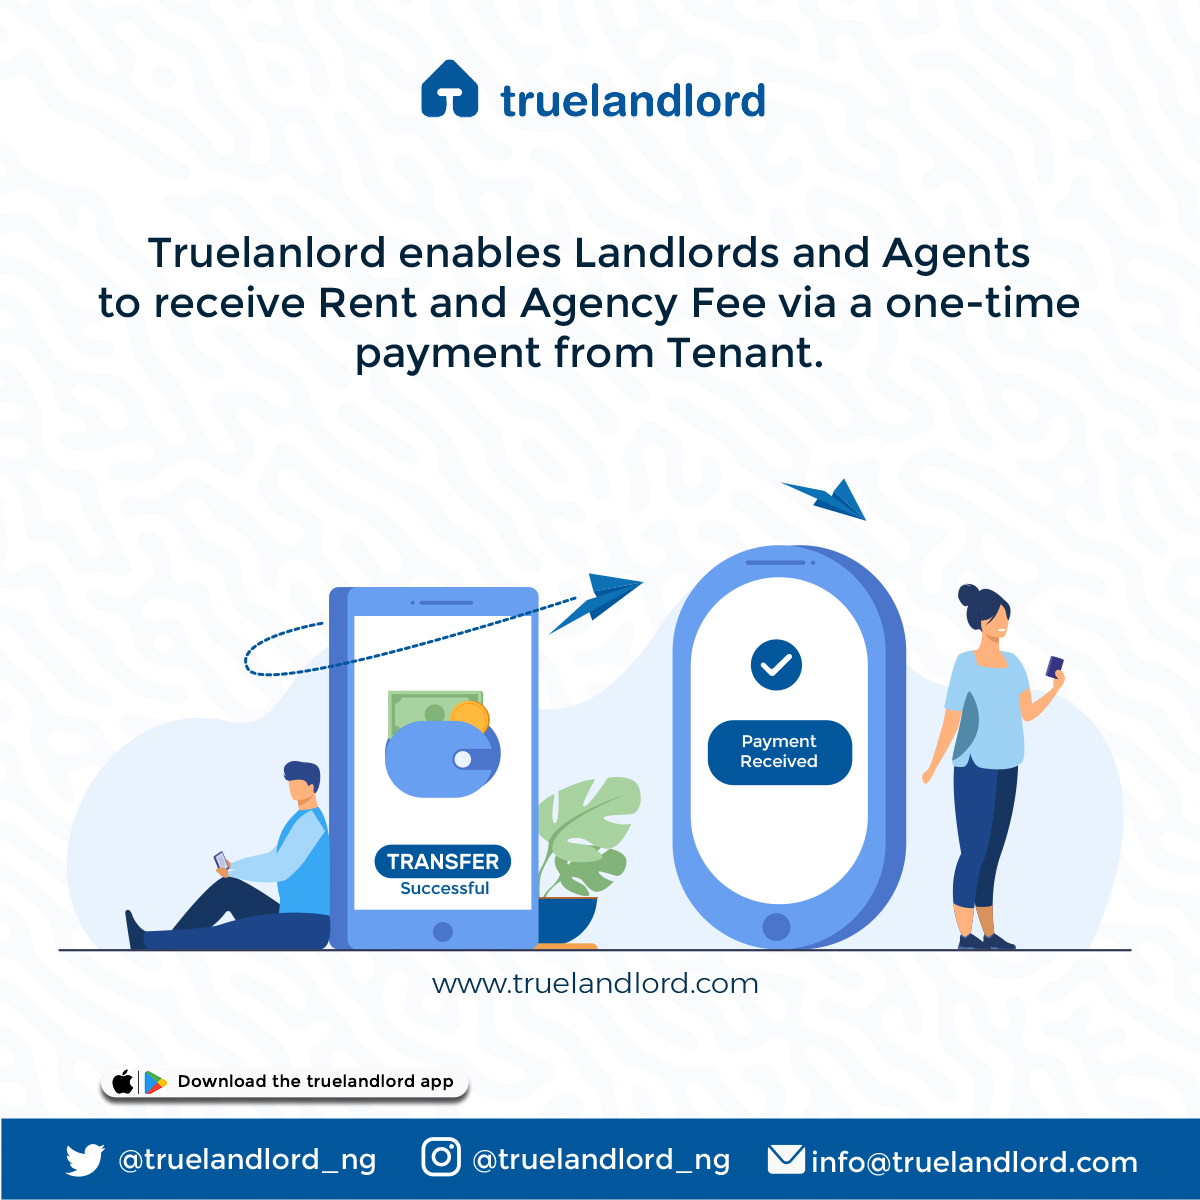 truelandlord
Truelanlord enables Landlords and Agents
to receive Rent and Agency Fee via a one-time
payment from Tenant.
Payment
Received
TRANSFER
Successful
www.truelandlord.com
Download the truelandlord app
@truelandlord_ng
@truelandlord_ng
info@truelandlord.com